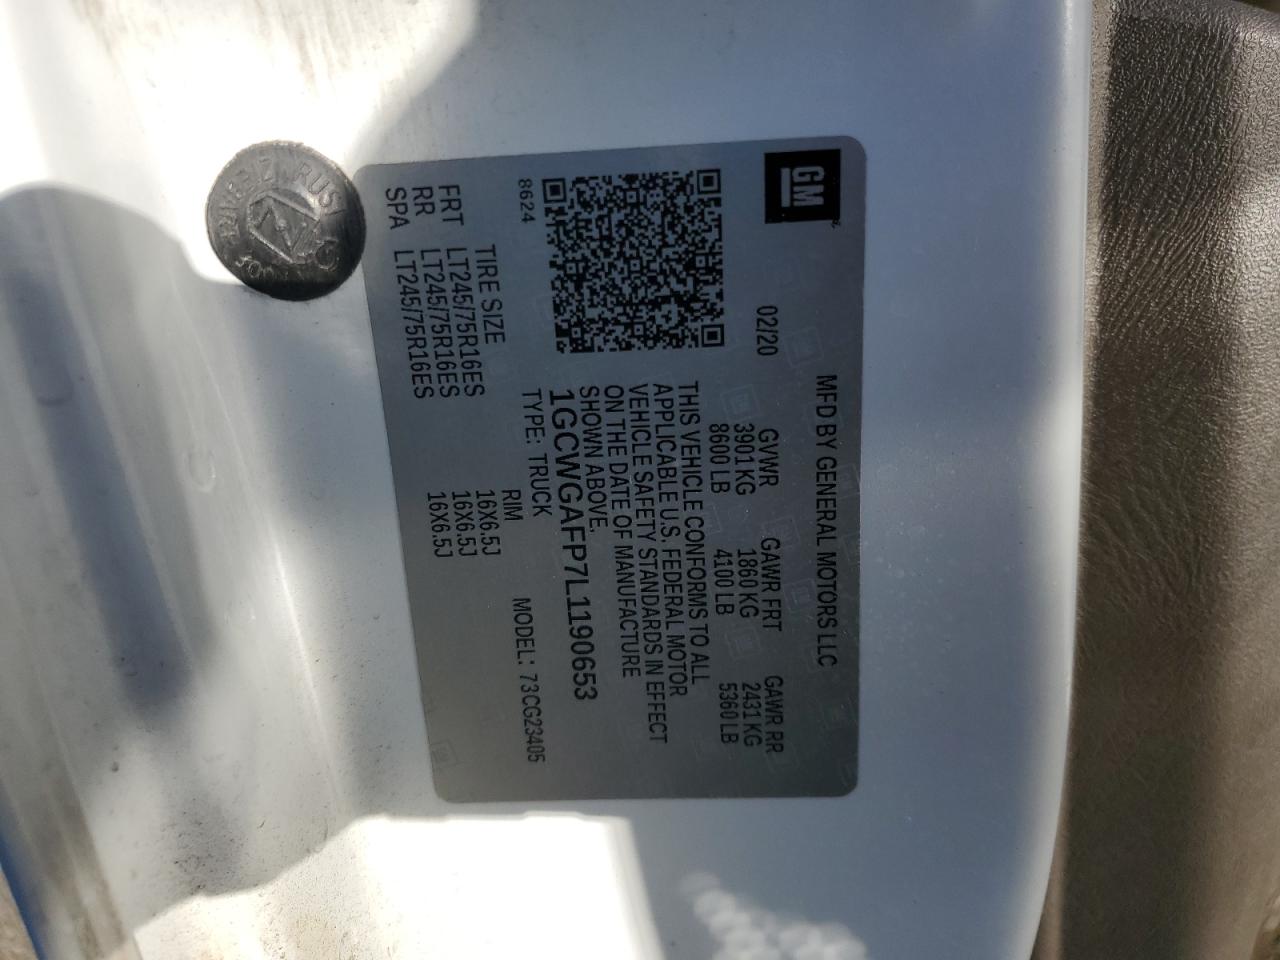 GM
MFD BY GENERAL MOTORS LLC
02/20
GVWR GAWR FRT GAWR RR
3901 KG 1860 KG 2431 KG
8600 LB 4100 LB 5360 LB
THIS VEHICLE CONFORMS TO ALL
APPLICABLE U.S. FEDERAL MOTOR
VEHICLE SAFETY STANDARDS IN EFFECT
ON THE DATE OF MANUFACTURE
SHOWN ABOVE.
1GCWGAFP7L1190653
8624
TYPE: TRUCK MODEL: 73CG23405
TIRE SIZE RIM
FRT LT245/75R16ES 16X6.5J
RR LT245/75R16ES 16X6.5J
SPA LT245/75R16ES 16X6.5J